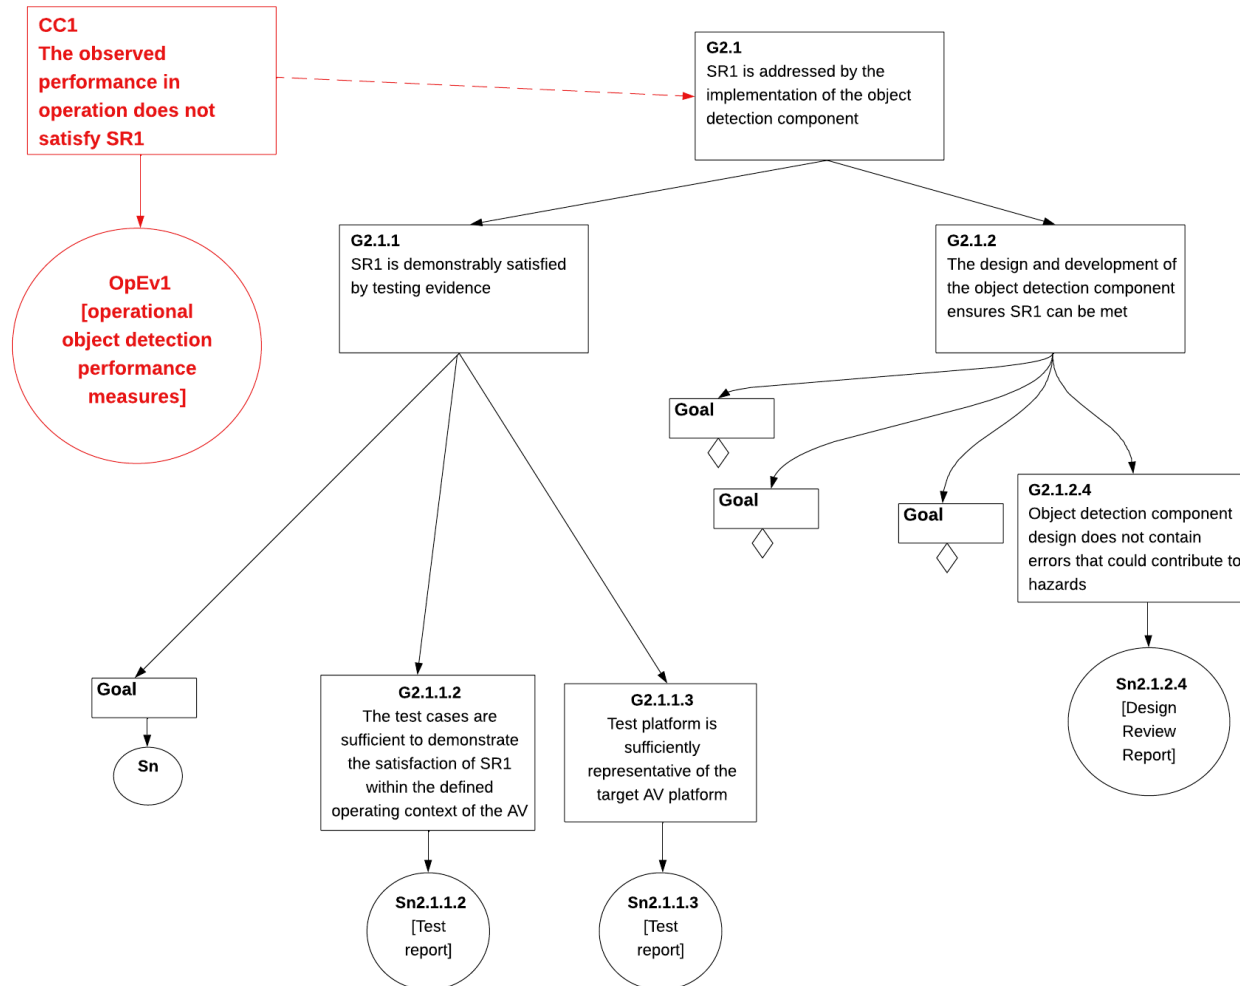 CC1
The observed
performance in
operation does not
satisfy SR1
G2.1
SR1 is addressed by the
implementation of the object
detection component
OpEv1
[operational
object detection
performance
measures]
G2.1.1
SR1 is demonstrably satisfied
by testing evidence
G2.1.2
The design and development of
the object detection component
ensures SR1 can be met
Goal
Goal
Goal
G2.1.2.4
Object detection component
design does not contain
errors that could contribute to
hazards
Sn2.1.2.4
[Design
Review
Report]
Goal
Sn
G2.1.1.2
The test cases are
sufficient to demonstrate
the satisfaction of SR1
within the defined
operating context of the AV
G2.1.1.3
Test platform is
sufficiently
representative of the
target AV platform
Sn2.1.1.2
[Test
report]
Sn2.1.1.3
[Test
report]